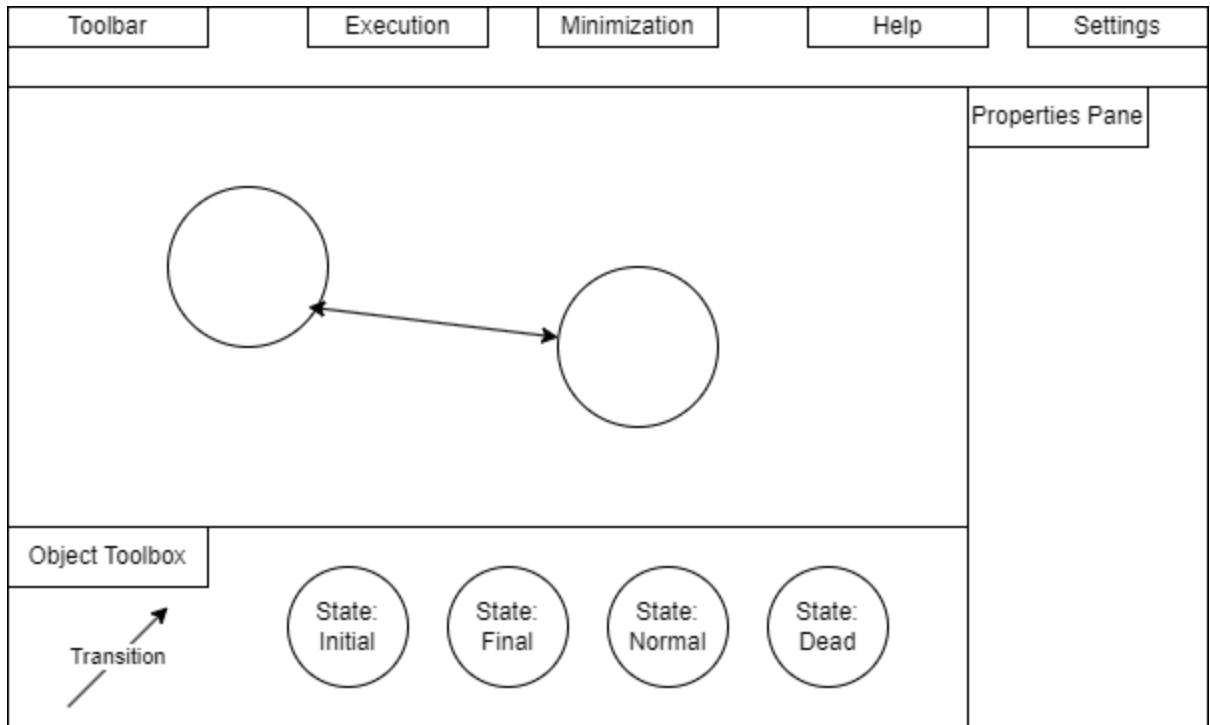 Toolbar
Execution
Minimization
Help
Settings
Properties Pane
Object Toolbox
Transition
State:
Initial
State:
Final
State:
Normal
State:
Dead